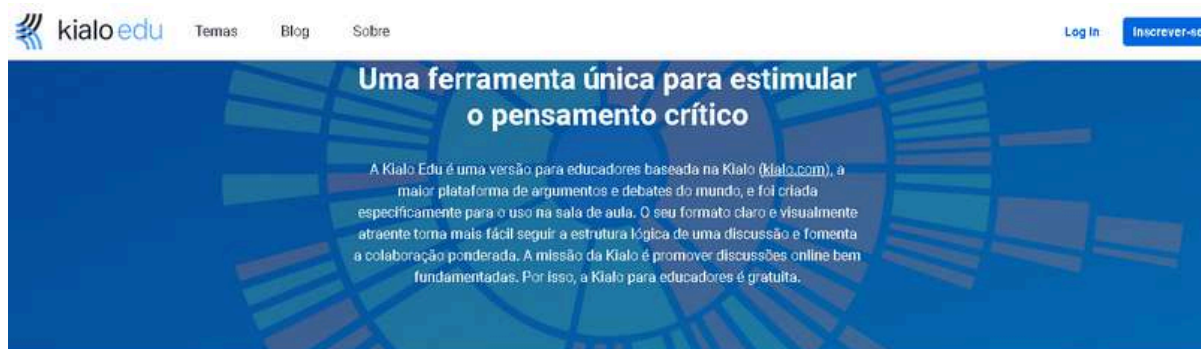 kialo edu Temas Blog Sobre Log In Inscrever-se
Uma ferramenta única para estimular
o pensamento crítico
A Kialo Edu é uma versão para educadores baseada na Kialo (kialo.com), a
maior plataforma de argumentos e debates do mundo, e foi criada
especificamente para o uso na sala de aula. O seu formato claro e visualmente
atraente torna mais fácil seguir a estrutura lógica de uma discussão e fomenta
a colaboração ponderada. A missão da Kialo é promover discussões online bem
fundamentadas. Por isso, a Kialo para educadores é gratuita.